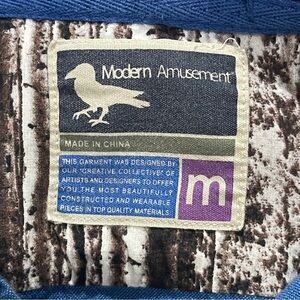 Modern Amusement
MADE IN CHINA
THIS GARMENT WAS DESIGNED BY
OUR "CREATIVE COLLECTIVE" OF
ARTISTS AND DESIGNERS TO OFFER
YOU THE MOST BEAUTIFULLY
CONSTRUCTED AND WEARABLE
PIECES IN TOP QUALITY MATERIALS.
m